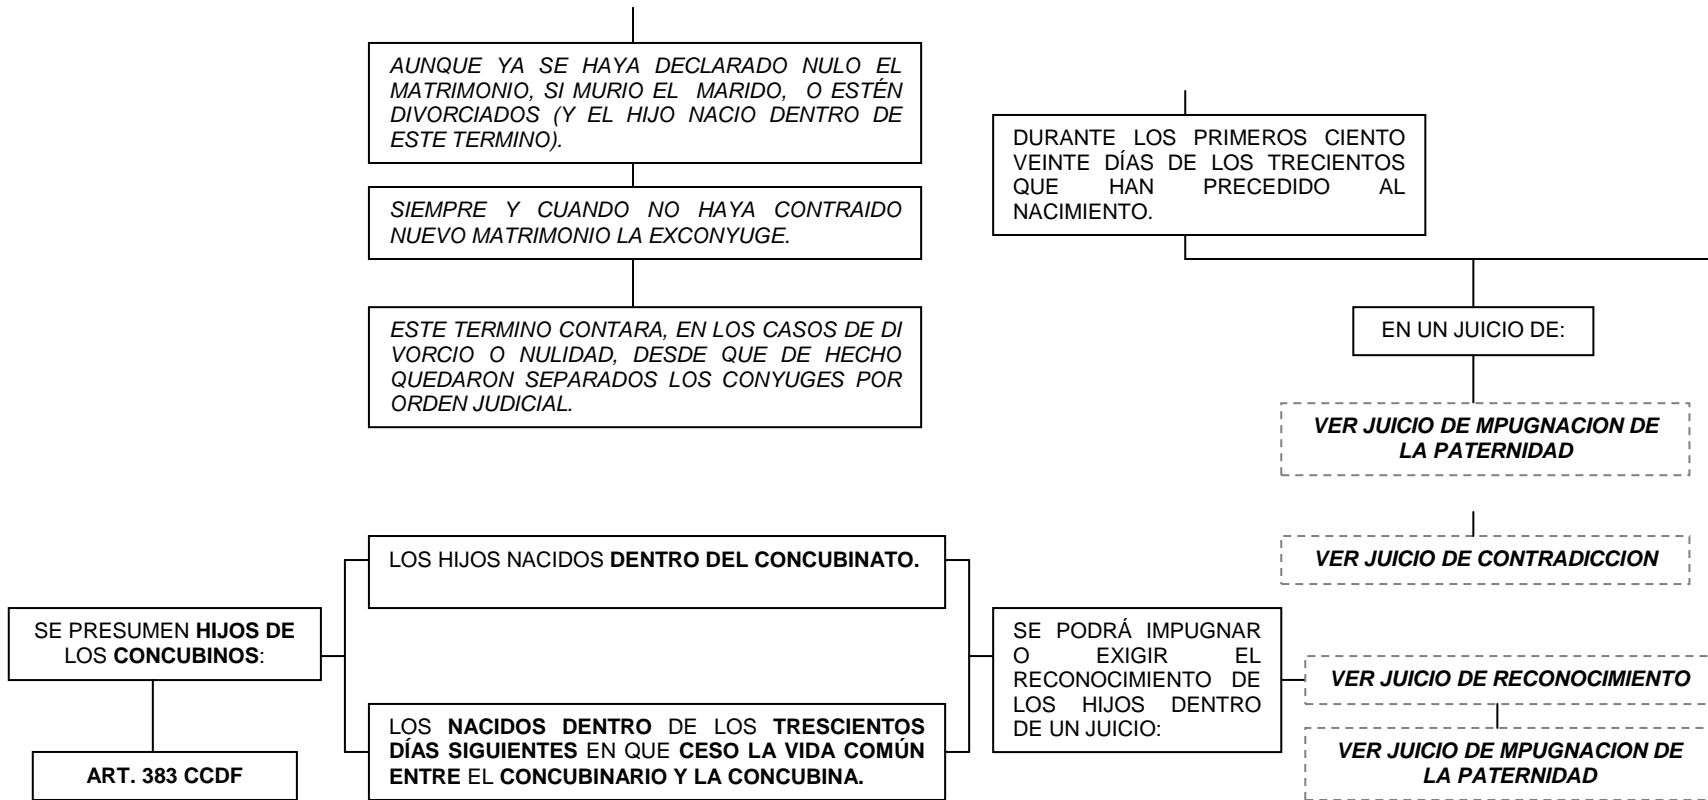 AUNQUE YA SE HAYA DECLARADO NULO EL
MATRIMONIO, SI MURIO EL MARIDO, O ESTÉN
DIVORCIADOS (Y EL HIJO NACIO DENTRO DE
ESTE TERMINO).
SIEMPRE Y CUANDO NO HAYA CONTRAIDO
NUEVO MATRIMONIO LA EXCONYUGE.
ESTE TERMINO CONTARA, EN LOS CASOS DE DI
VORCIO O NULIDAD, DESDE QUE DE HECHO
QUEDARON SEPARADOS LOS CONYUGES POR
ORDEN JUDICIAL.
DURANTE LOS PRIMEROS CIENTO
VEINTE DÍAS DE LOS TRECIENTOS
QUE HAN PRECEDIDO AL
NACIMIENTO.
EN UN JUICIO DE:
VER JUICIO DE MPUGNACION DE
LA PATERNIDAD
VER JUICIO DE CONTRADICCION
SE PRESUMEN HIJOS DE
LOS CONCUBINOS:
ART. 383 CCDF
LOS HIJOS NACIDOS DENTRO DEL CONCUBINATO.
LOS NACIDOS DENTRO DE LOS TRESCIENTOS
DÍAS SIGUIENTES EN QUE CESO LA VIDA COMÚN
ENTRE EL CONCUBINARIO Y LA CONCUBINA.
SE PODRÁ IMPUGNAR
O EXIGIR EL
RECONOCIMIENTO DE
LOS HIJOS DENTRO
DE UN JUICIO:
VER JUICIO DE RECONOCIMIENTO
VER JUICIO DE MPUGNACION DE
LA PATERNIDAD